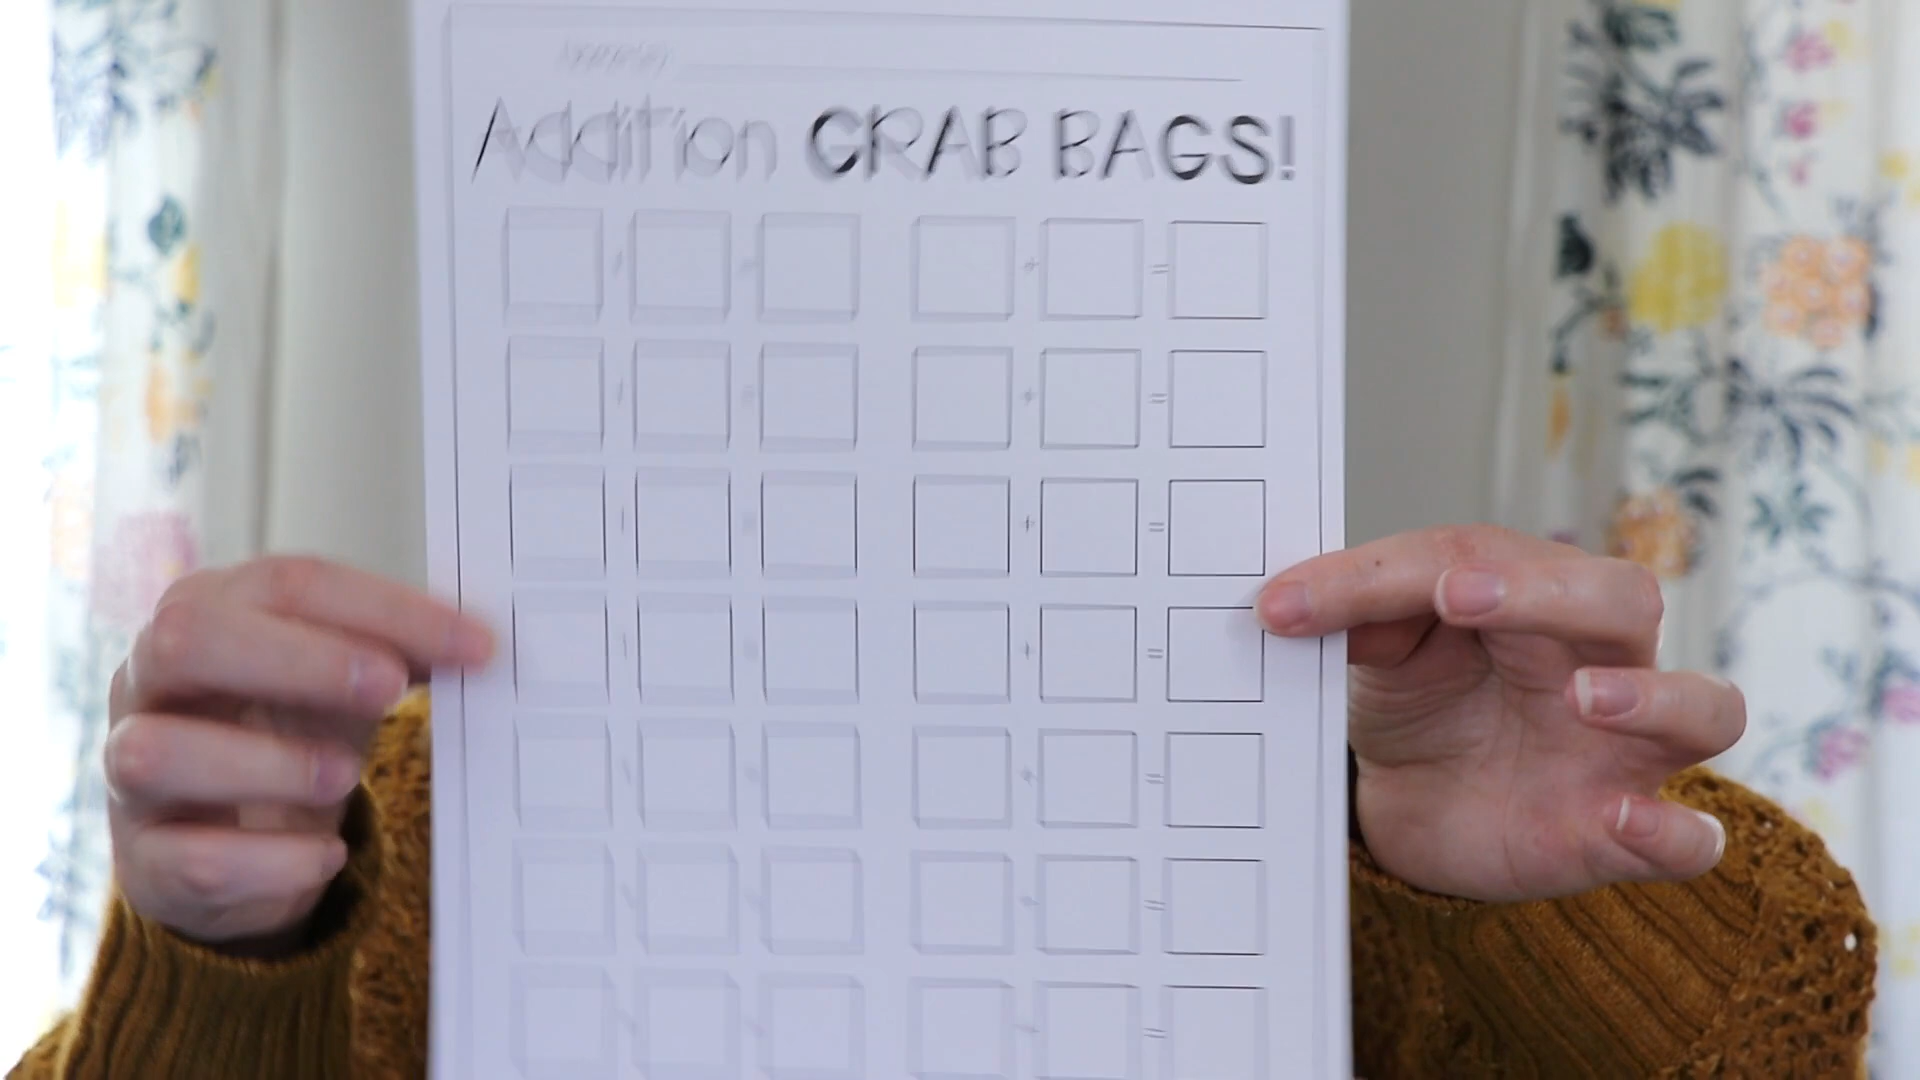 Addition GRAB BAGS!
+ = + =
+ = + =
+ = + =
+ = + =
+ = + =
+ = + =
+ = + =